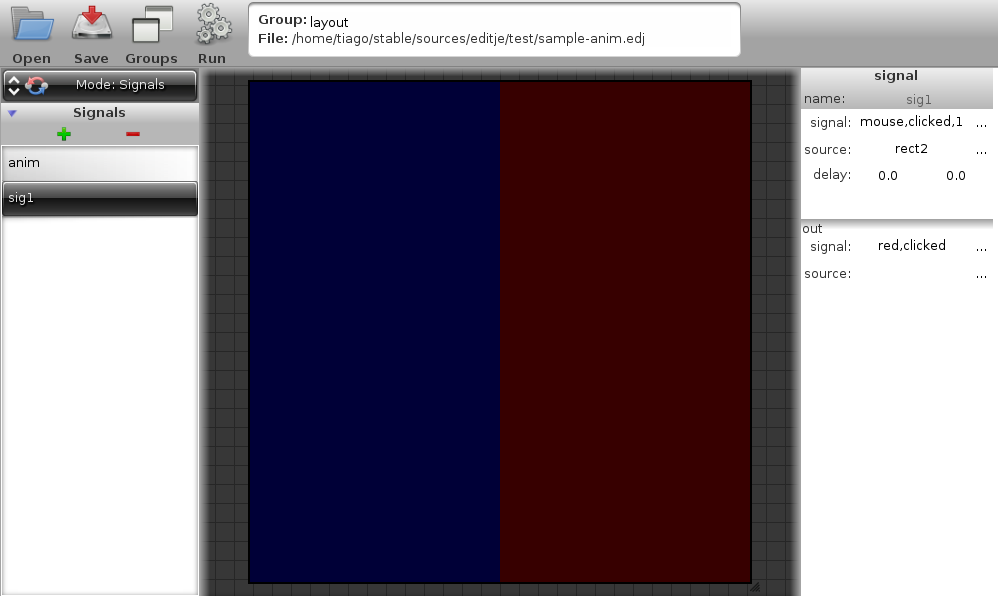 Open Save Groups Run
Group: layout
File: /home/tiago/stable/sources/editje/test/sample-anim.edj
Mode: Signals
Signals
anim
sig1
signal
name: sig1
signal: mouse,clicked,1 ...
source: rect2 ...
delay: 0.0 0.0
out
signal: red,clicked ...
source: ...